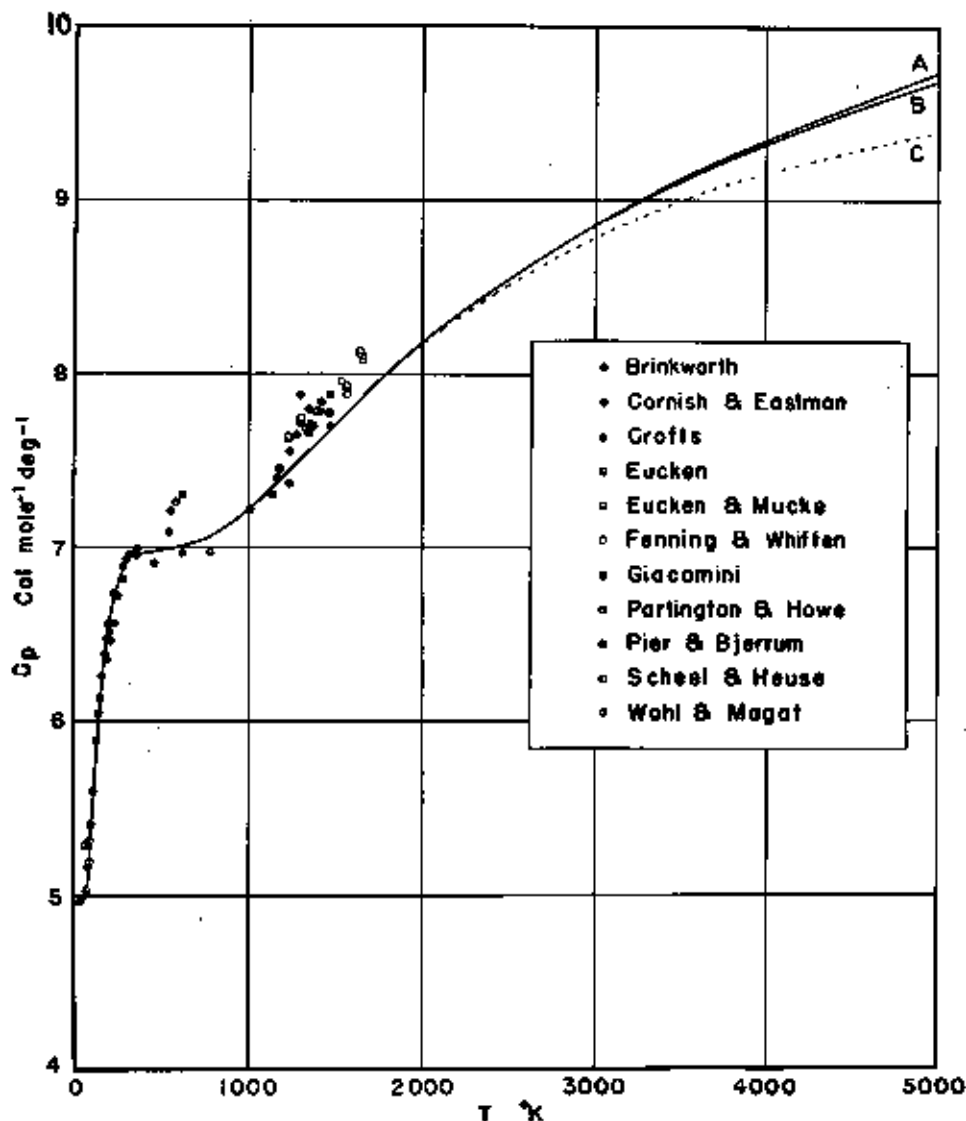 10
9
8
7
6
5
4
Cp Cal mole⁻¹ deg⁻¹
A
B
C
Brinkworth
Cornish & Eastman
Crofts
Eucken
Eucken & Mucke
Fenning & Whiffen
Giacomini
Partington & Howe
Pier & Bjerrum
Scheel & Heuse
Wohl & Magat
0 1000 2000 3000 4000 5000
T °K